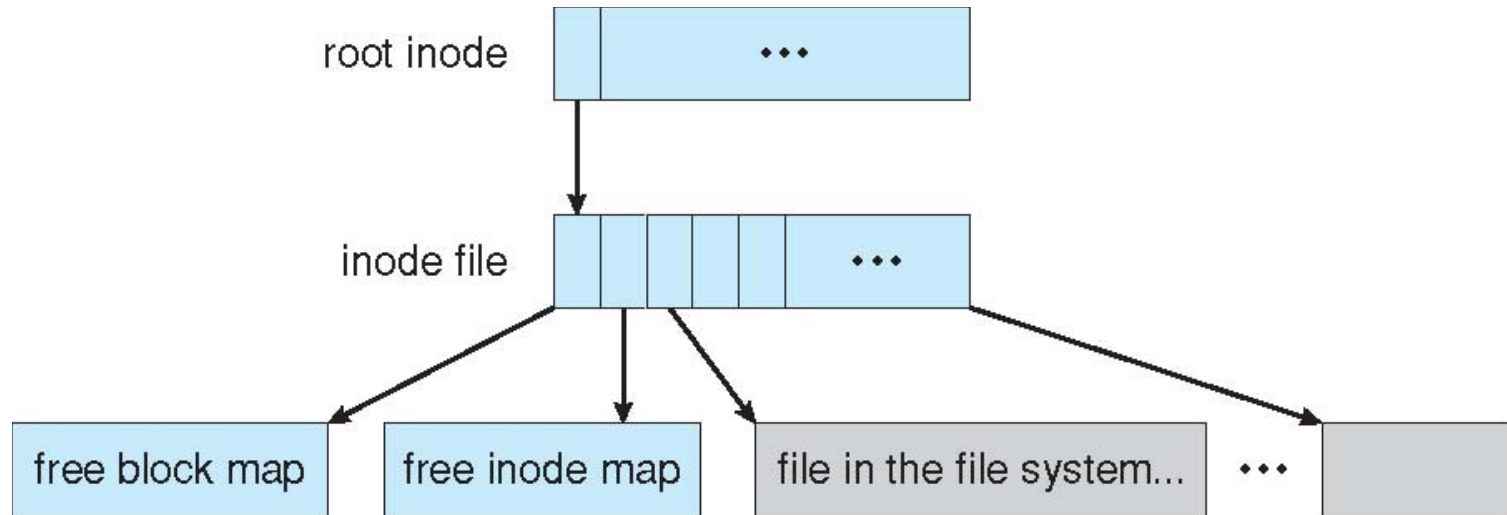 root inode
•••
inode file
•••
free block map
free inode map
file in the file system...
•••